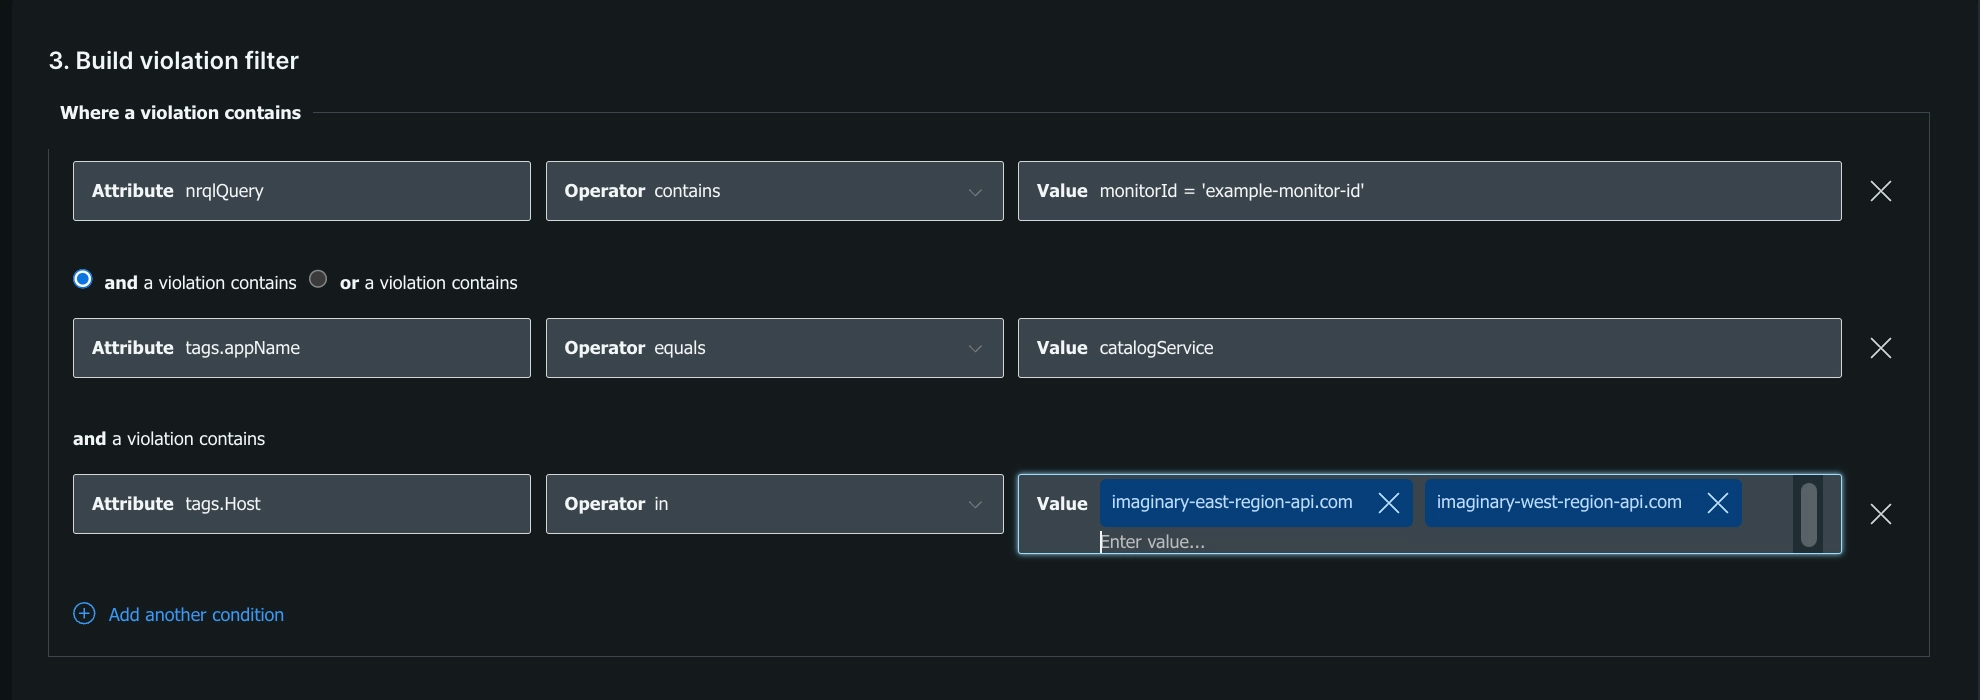 3. Build violation filter
Where a violation contains
Attribute nrqlQuery Operator contains Value monitorId = 'example-monitor-id'
and a violation contains or a violation contains
Attribute tags.appName Operator equals Value catalogService
and a violation contains
Attribute tags.Host Operator in Value imaginary-east-region-api.com imaginary-west-region-api.com
Enter value...
Add another condition